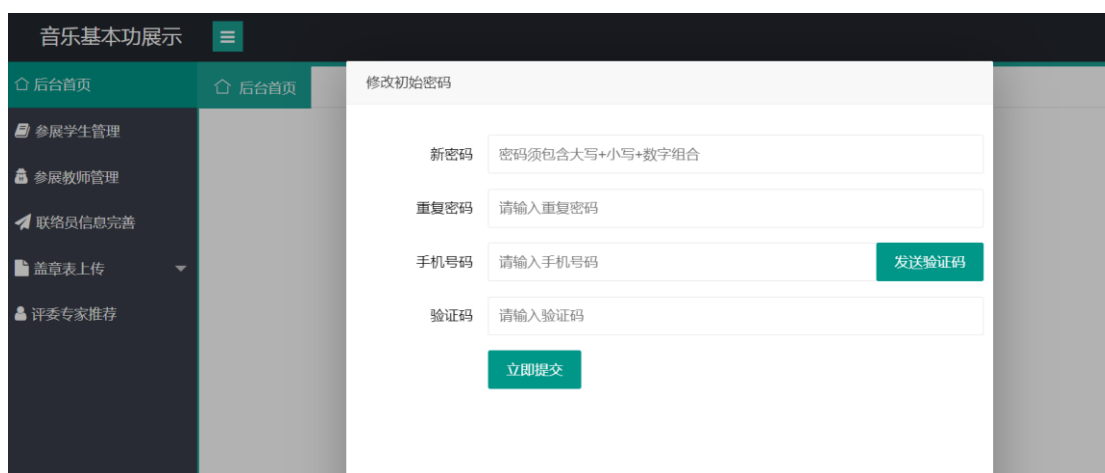 音乐基本功展示
后台首页
参展学生管理
参展教师管理
联络员信息完善
盖章表上传
评委专家推荐
后台首页
修改初始密码
新密码 密码须包含大写+小写+数字组合
重复密码 请输入重复密码
手机号码 请输入手机号码 发送验证码
验证码 请输入验证码
立即提交